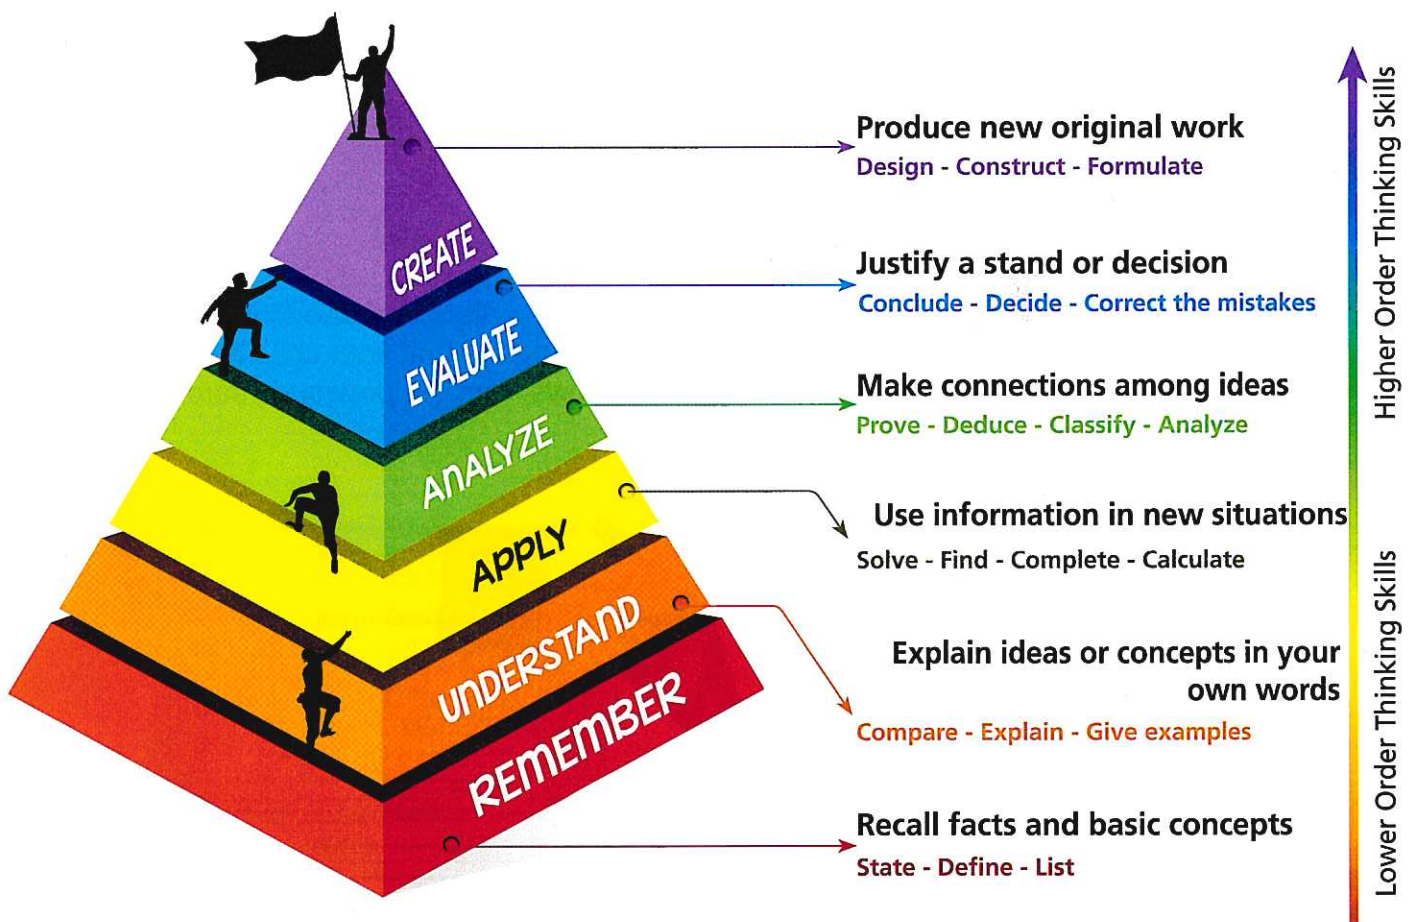 Produce new original work
Design - Construct - Formulate
CREATE
Justify a stand or decision
Conclude - Decide - Correct the mistakes
EVALUATE
Make connections among ideas
Prove - Deduce - Classify - Analyze
ANALYZE
Use information in new situations
Solve - Find - Complete - Calculate
APPLY
Explain ideas or concepts in your
own words
Compare - Explain - Give examples
UNDERSTAND
Recall facts and basic concepts
State - Define - List
REMEMBER
Higher Order Thinking Skills
Lower Order Thinking Skills